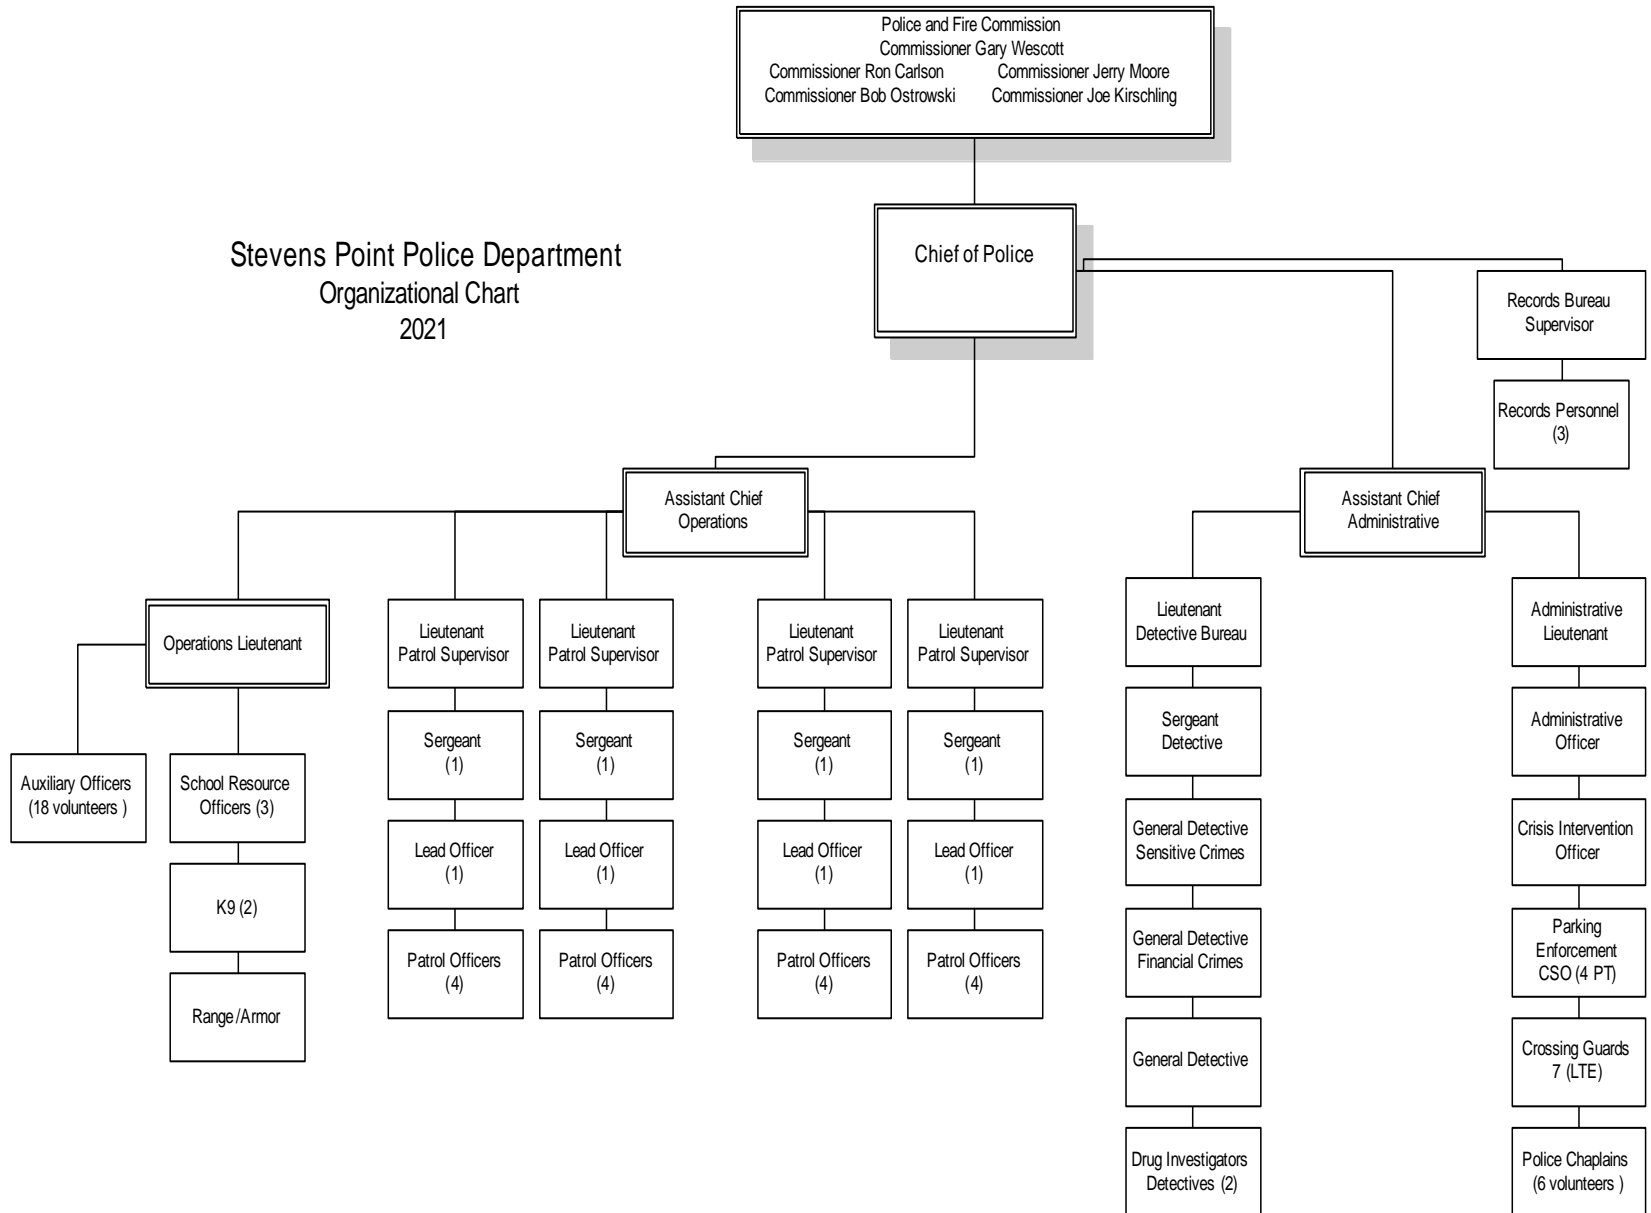 Police and Fire Commission
Commissioner Gary Wescott
Commissioner Ron Carlson Commissioner Jerry Moore
Commissioner Bob Ostrowski Commissioner Joe Kirschling
Chief of Police
Stevens Point Police Department
Organizational Chart
2021
Records Bureau
Supervisor
Records Personnel
(3)
Assistant Chief
Operations
Assistant Chief
Administrative
Operations Lieutenant
Auxiliary Officers
(18 volunteers )
School Resource
Officers (3)
K9 (2)
Range /Armor
Lieutenant
Patrol Supervisor
Sergeant
(1)
Lead Officer
(1)
Patrol Officers
(4)
Lieutenant
Patrol Supervisor
Sergeant
(1)
Lead Officer
(1)
Patrol Officers
(4)
Lieutenant
Patrol Supervisor
Sergeant
(1)
Lead Officer
(1)
Patrol Officers
(4)
Lieutenant
Patrol Supervisor
Sergeant
(1)
Lead Officer
(1)
Patrol Officers
(4)
Lieutenant
Detective Bureau
Sergeant
Detective
General Detective
Sensitive Crimes
General Detective
Financial Crimes
General Detective
Drug Investigators
Detectives (2)
Administrative
Lieutenant
Administrative
Officer
Crisis Intervention
Officer
Parking
Enforcement
CSO (4 PT)
Crossing Guards
7 (LTE)
Police Chaplains
(6 volunteers )